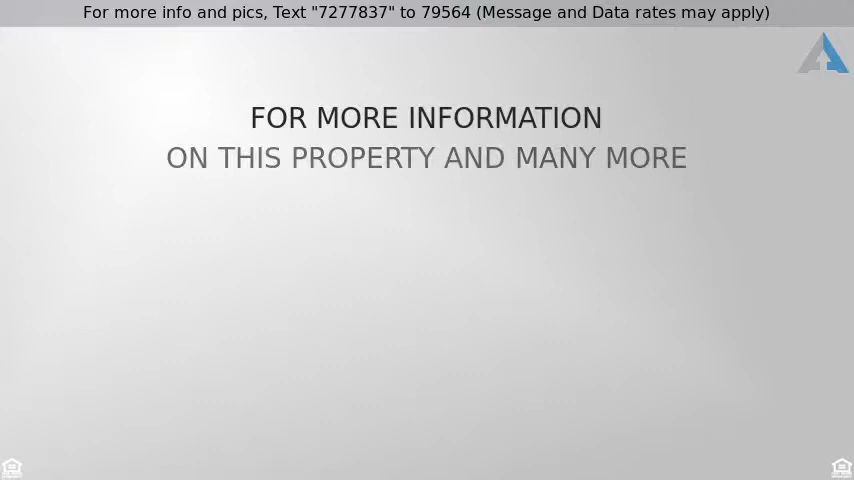 For more info and pics, Text "7277837" to 79564 (Message and Data rates may apply)
FOR MORE INFORMATION
ON THIS PROPERTY AND MANY MORE